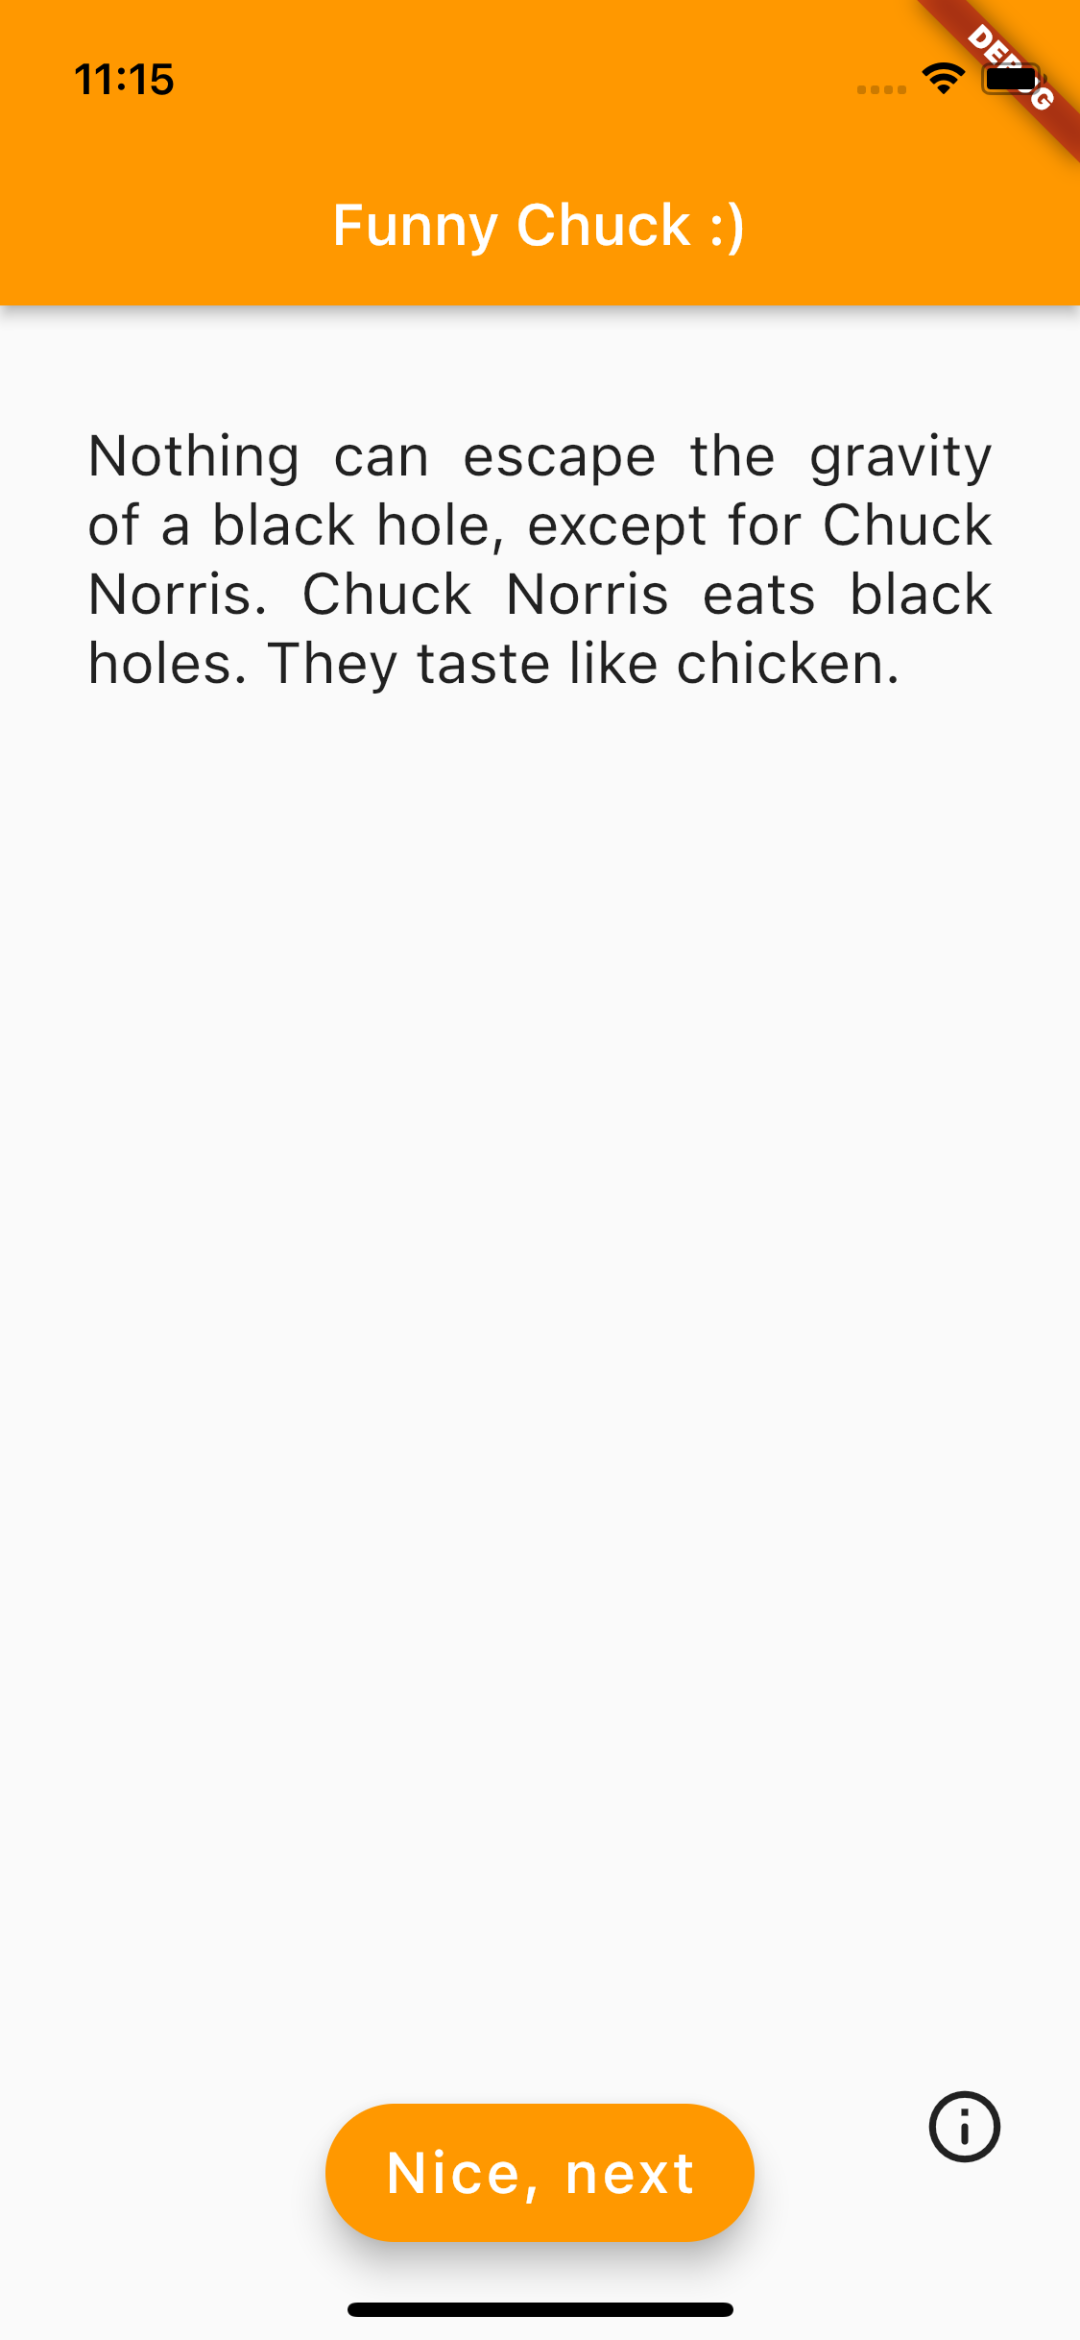 11:15
DEBUG
Funny Chuck :)
Nothing can escape the gravity
of a black hole, except for Chuck
Norris. Chuck Norris eats black
holes. They taste like chicken.
Nice, next